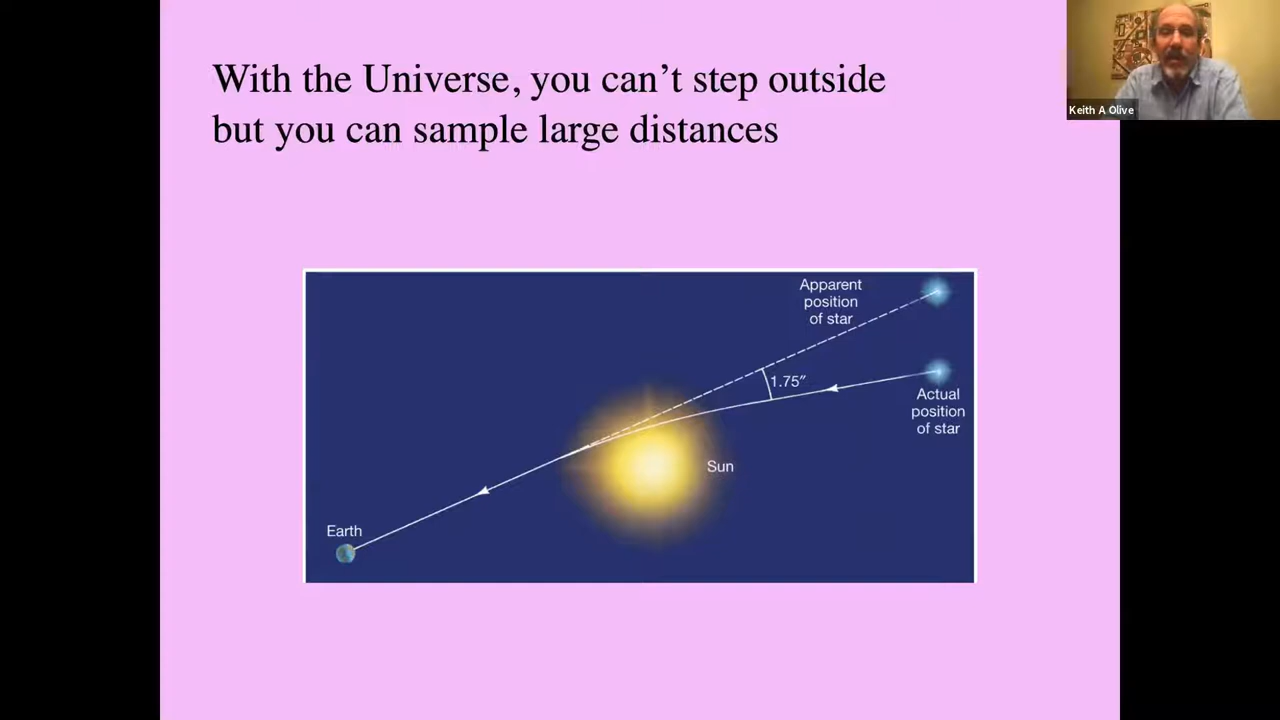 With the Universe, you can’t step outside
but you can sample large distances
Keith A Olive
Apparent
position
of star
1.75″
Actual
position
of star
Sun
Earth